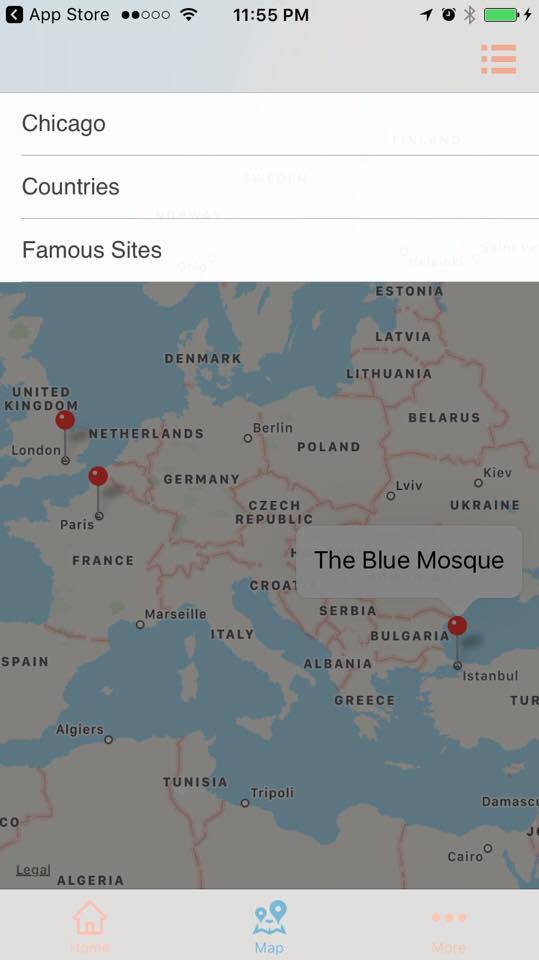 App Store
11:55 PM
Chicago
FINLAND
Countries
SWEDEN
NORWAY
Famous Sites
Oslo
Helsinki
Saint Pe
ESTONIA
LATVIA
DENMARK
LITHUANIA
UNITED
KINGDOM
BELARUS
NETHERLANDS
Berlin
POLAND
London
GERMANY
Kiev
Lviv
CZECH
REPUBLIC
UKRAINE
Paris
FRANCE
The Blue Mosque
CROAT
SERBIA
Marseille
ITALY
BULGARIA
SPAIN
ALBANIA
Istanbul
GREECE
TUR
Algiers
TUNISIA
Tripoli
Damascu
CO
J
Cairo
Legal
ALGERIA
Home
Map
More